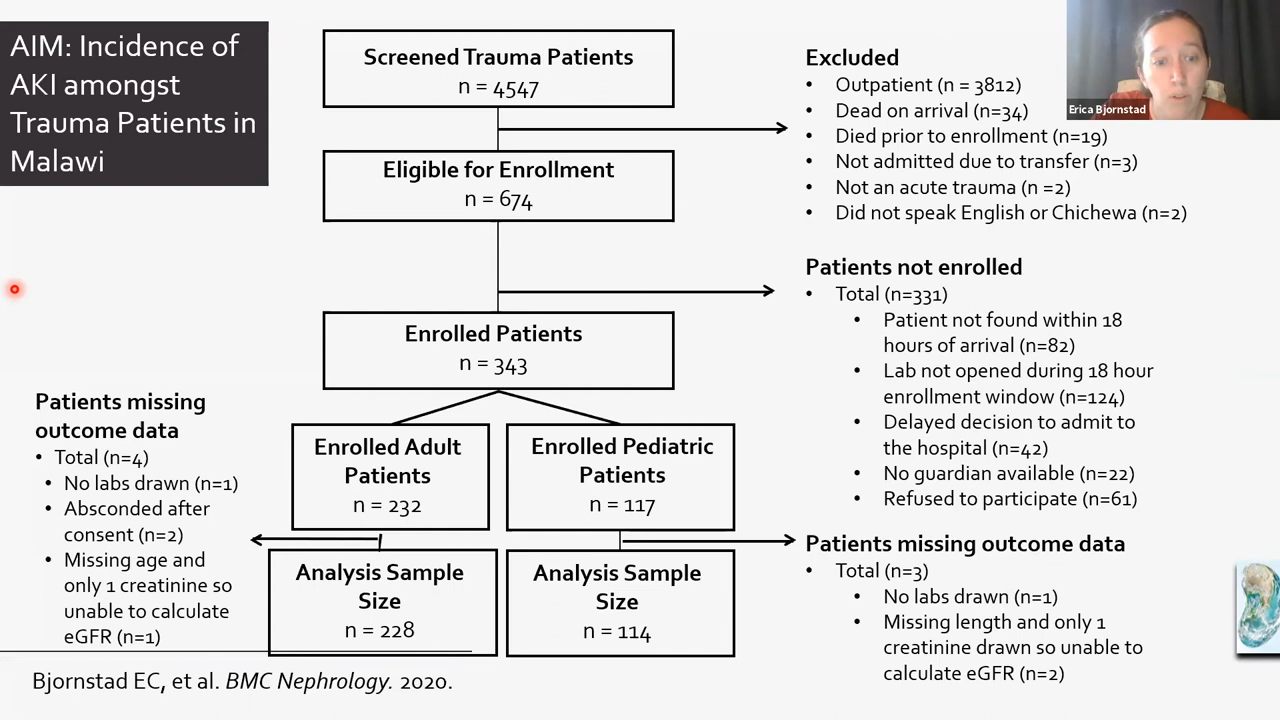 AIM: Incidence of
AKI amongst
Trauma Patients in
Malawi
Screened Trauma Patients
n = 4547
Eligible for Enrollment
n = 674
Enrolled Patients
n = 343
Enrolled Adult
Patients
n = 232
Enrolled Pediatric
Patients
n = 117
Analysis Sample
Size
n = 228
Analysis Sample
Size
n = 114
Excluded
• Outpatient (n = 3812)
• Dead on arrival (n=34)
• Died prior to enrollment (n=19)
• Not admitted due to transfer (n=3)
• Not an acute trauma (n =2)
• Did not speak English or Chichewa (n=2)
Erica Bjornstad
Patients not enrolled
• Total (n=331)
• Patient not found within 18
hours of arrival (n=82)
• Lab not opened during 18 hour
enrollment window (n=124)
• Delayed decision to admit to
the hospital (n=42)
• No guardian available (n=22)
• Refused to participate (n=61)
Patients missing
outcome data
• Total (n=4)
• No labs drawn (n=1)
• Absconded after
consent (n=2)
• Missing age and
only 1 creatinine so
unable to calculate
eGFR (n=1)
Patients missing outcome data
• Total (n=3)
• No labs drawn (n=1)
• Missing length and only 1
creatinine drawn so unable to
calculate eGFR (n=2)
Bjornstad EC, et al. BMC Nephrology. 2020.